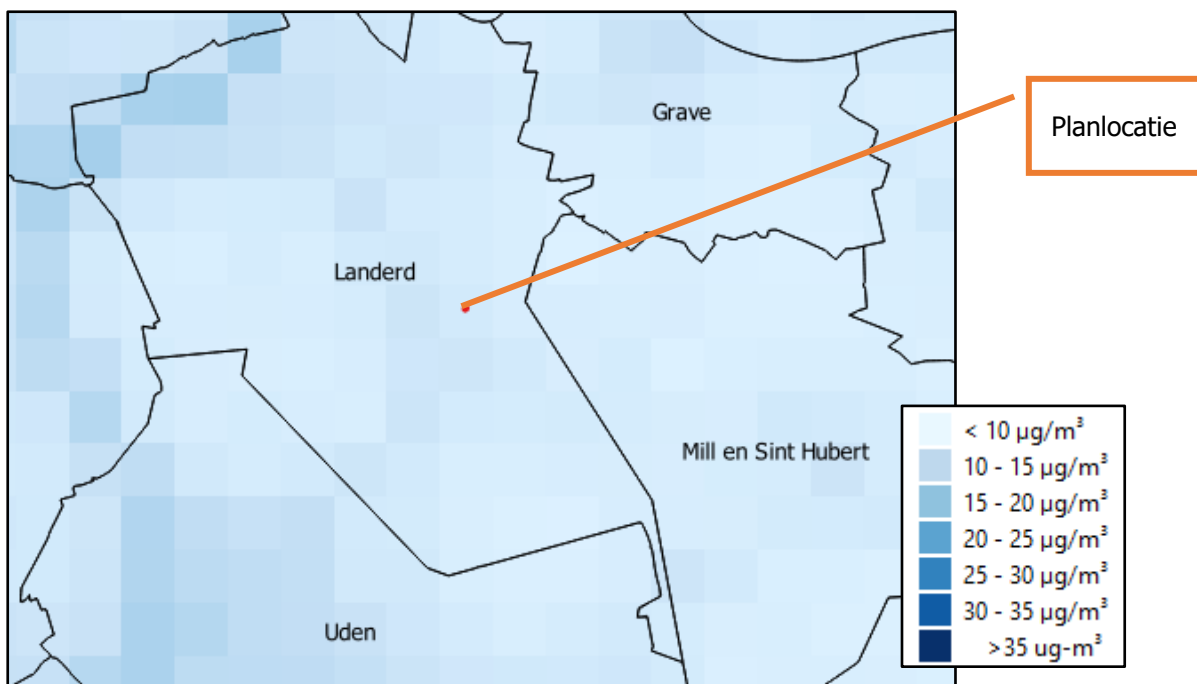 Grave
Planlocatie
Landerd
Mill en Sint Hubert
Uden
< 10 µg/m³
10 - 15 µg/m³
15 - 20 µg/m³
20 - 25 µg/m³
25 - 30 µg/m³
30 - 35 µg/m³
>35 ug-m³